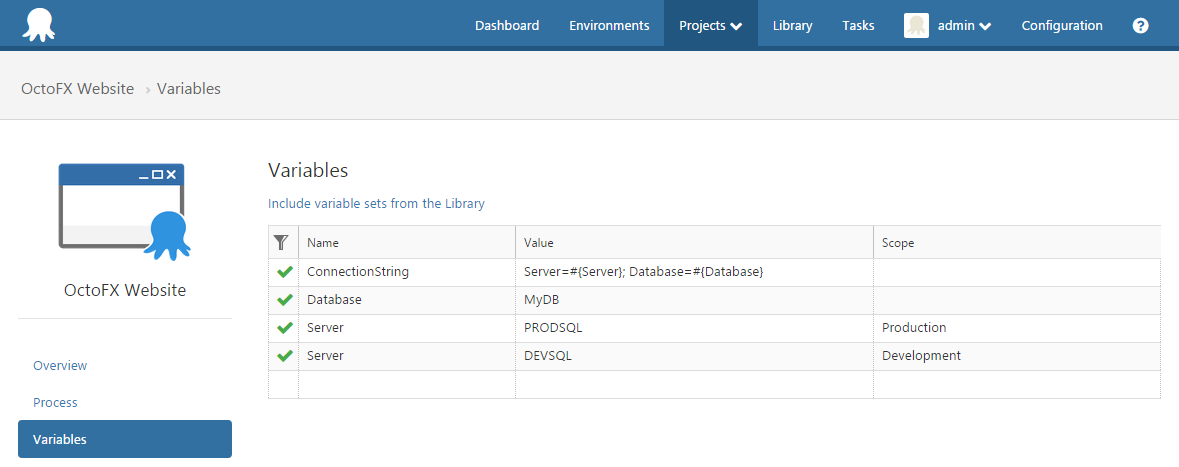 Dashboard Environments Projects Library Tasks admin Configuration ?
OctoFX Website › Variables
Variables
Include variable sets from the Library
Name Value Scope
ConnectionString Server=#{Server}; Database=#{Database}
Database MyDB
Server PRODSQL Production
Server DEVSQL Development
OctoFX Website
Overview
Process
Variables